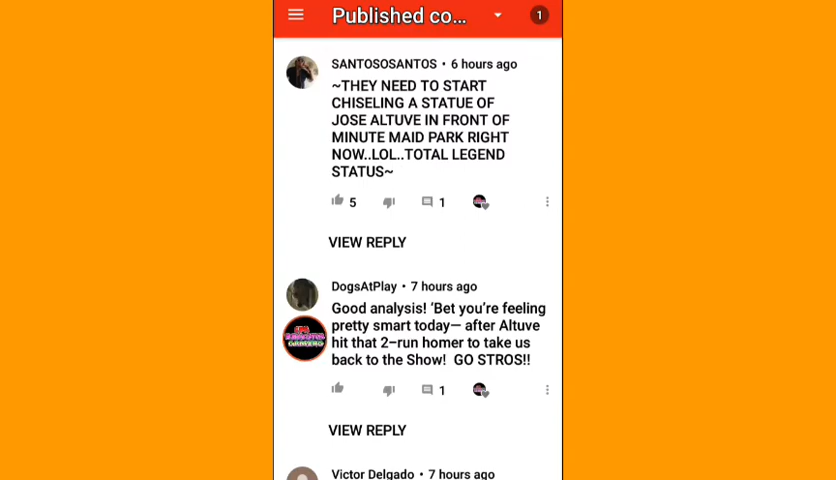 Published co...
1
SANTOSOSANTOS • 6 hours ago
~THEY NEED TO START
CHISELING A STATUE OF
JOSE ALTUVE IN FRONT OF
MINUTE MAID PARK RIGHT
NOW..LOL..TOTAL LEGEND
STATUS~
5
1
VIEW REPLY
DogsAtPlay • 7 hours ago
Good analysis! 'Bet you're feeling
pretty smart today— after Altuve
hit that 2–run homer to take us
back to the Show!  GO STROS!!
1
VIEW REPLY
Victor Delgado • 7 hours ago